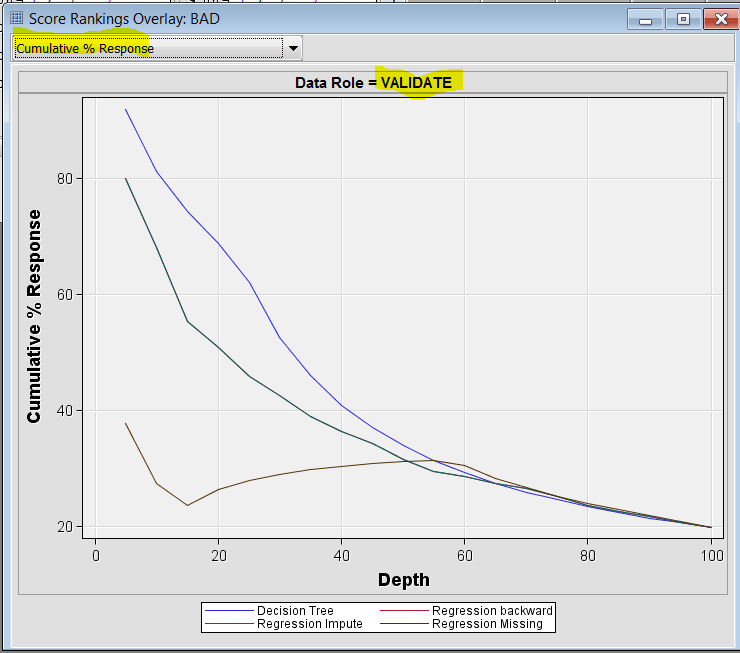 Score Rankings Overlay: BAD
Cumulative % Response
Data Role = VALIDATE
Cumulative % Response
80
60
40
20
0 20 40 60 80 100
Depth
Decision Tree Regression backward
Regression Impute Regression Missing